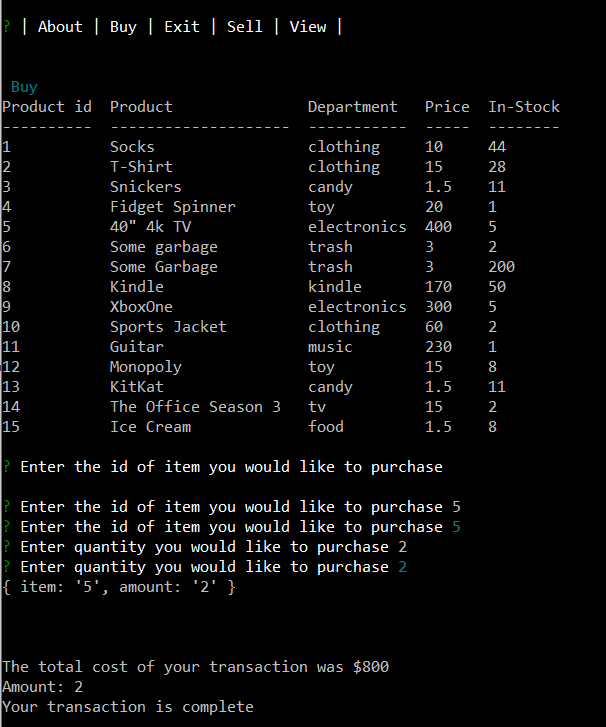 ? | About | Buy | Exit | Sell | View |
Buy
Product id  Product               Department   Price  In-Stock
----------  --------------------  -----------  -----  --------
1           Socks                 clothing     10     44
2           T-Shirt               clothing     15     28
3           Snickers              candy        1.5    11
4           Fidget Spinner        toy          20     1
5           40" 4k TV             electronics  400    5
6           Some garbage          trash        3      2
7           Some Garbage          trash        3      200
8           Kindle                kindle       170    50
9           XboxOne               electronics  300    5
10          Sports Jacket         clothing     60     2
11          Guitar                music        230    1
12          Monopoly              toy          15     8
13          KitKat                candy        1.5    11
14          The Office Season 3   tv           15     2
15          Ice Cream             food         1.5    8
? Enter the id of item you would like to purchase
? Enter the id of item you would like to purchase 5
? Enter the id of item you would like to purchase 5
? Enter quantity you would like to purchase 2
? Enter quantity you would like to purchase 2
{ item: '5', amount: '2' }
The total cost of your transaction was $800
Amount: 2
Your transaction is complete